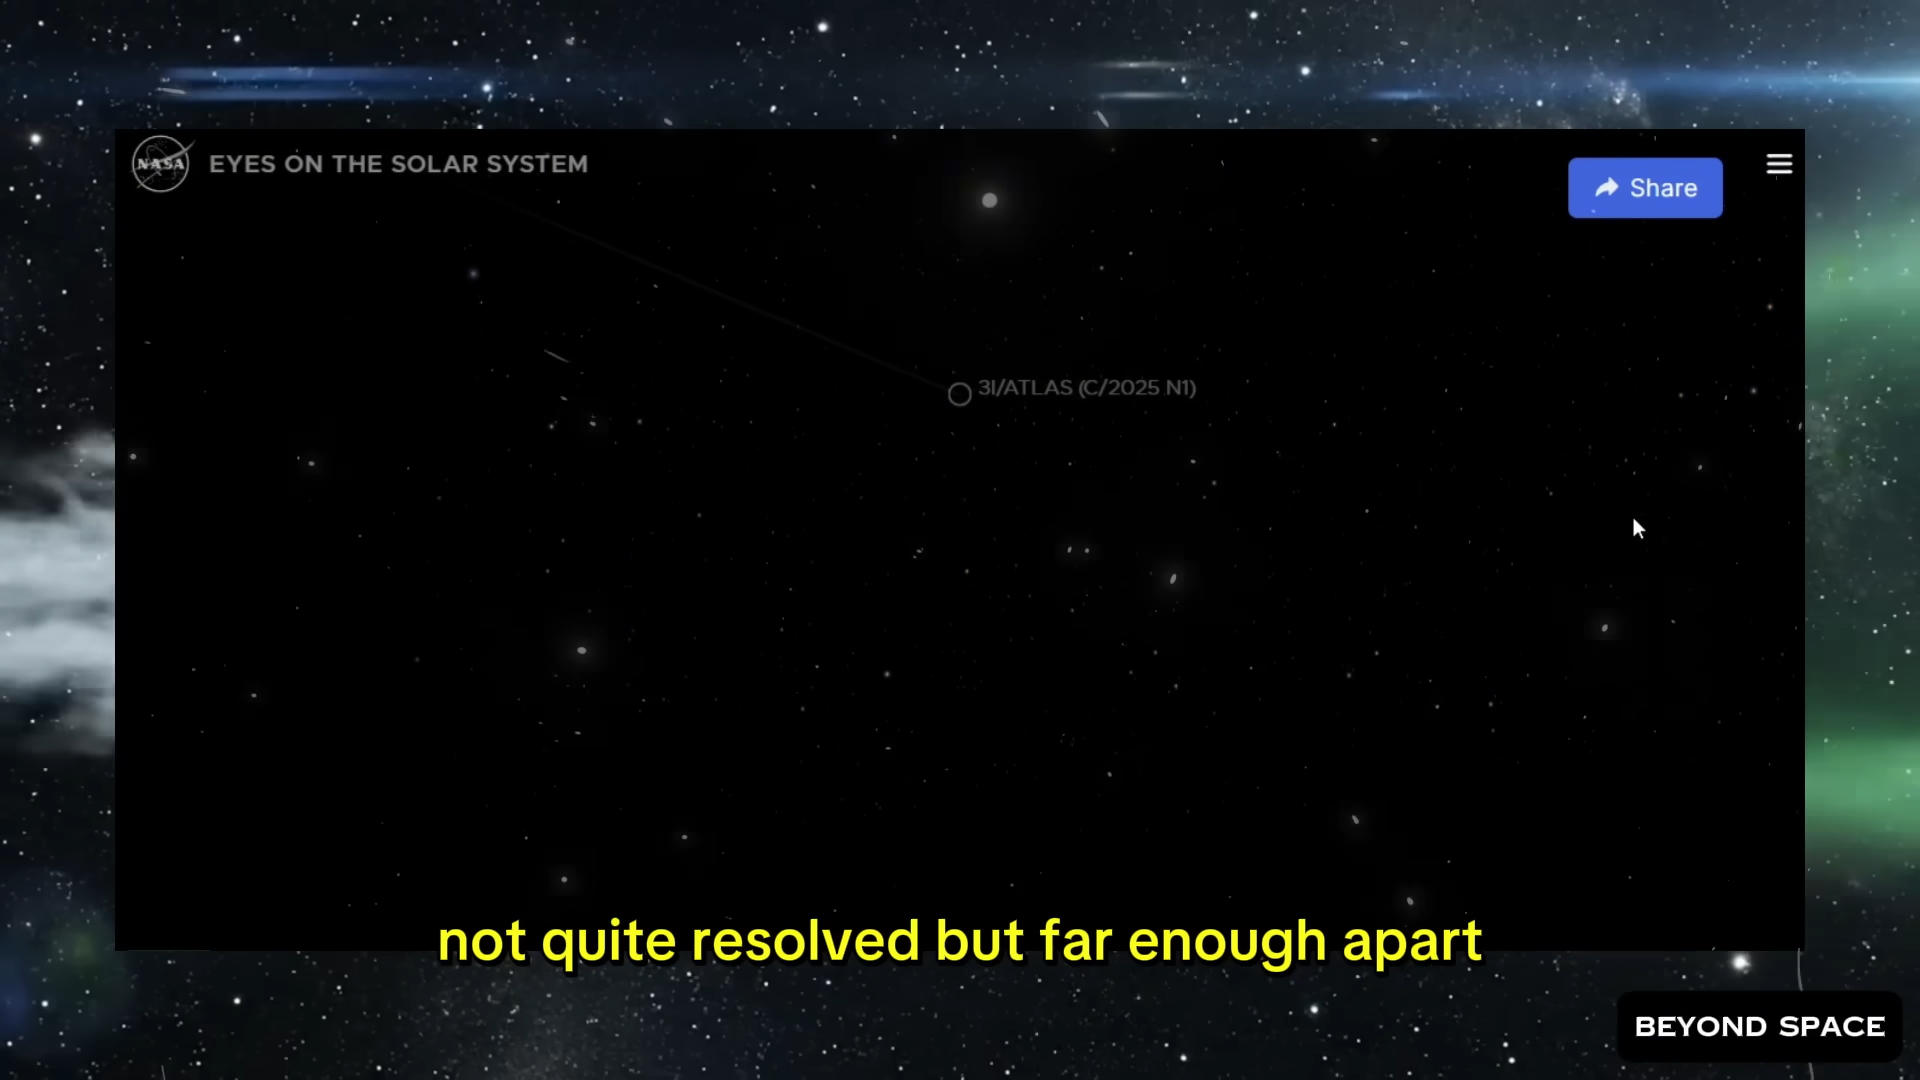 NASA
EYES ON THE SOLAR SYSTEM
Share
3I/ATLAS (C/2025 N1)
not quite resolved but far enough apart
BEYOND SPACE